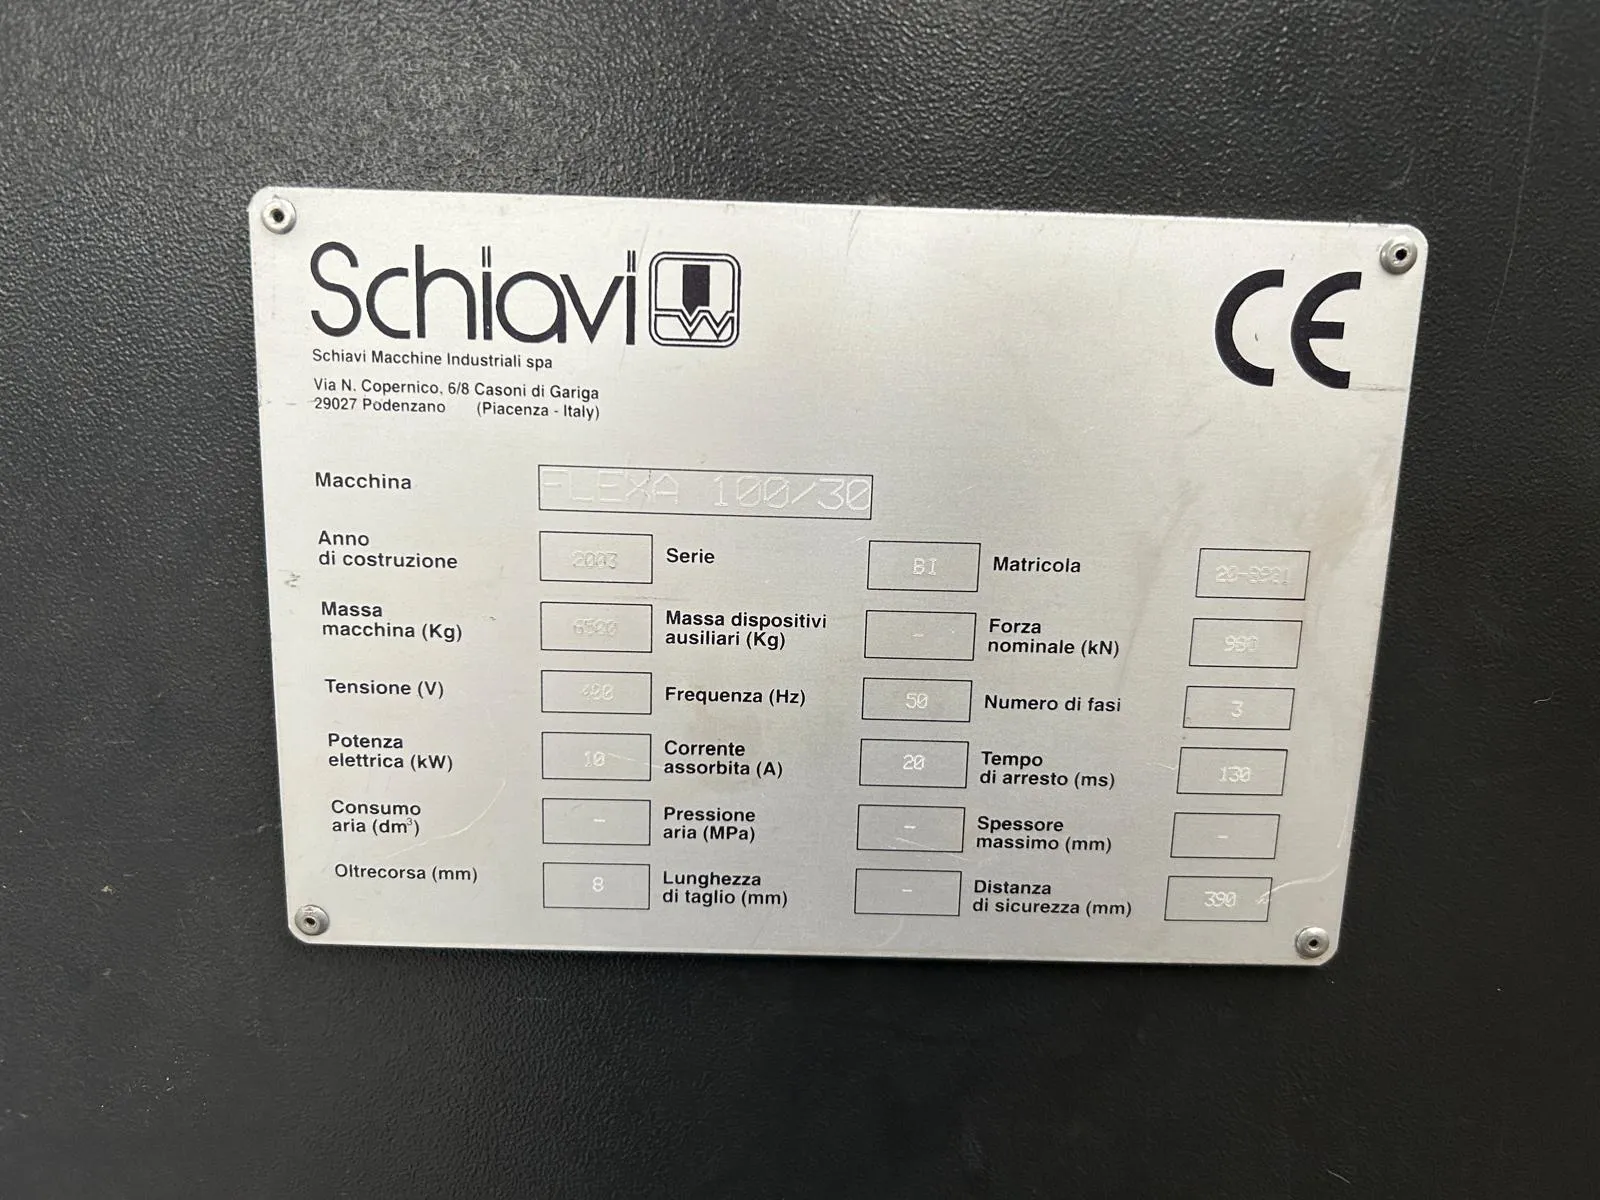 Schiavi
CE
Schiavi Macchine Industriali spa
Via N. Copernico, 6/8 Casoni di Gariga
29027 Podenzano (Piacenza - Italy)
Macchina FLEXA 100/30
Anno
di costruzione 2003 Serie BI Matricola
Massa
macchina (Kg) 6500 Massa dispositivi
ausiliari (Kg) - Forza
nominale (kN)
Tensione (V) 400 Frequenza (Hz) 50 Numero di fasi 3
Potenza
elettrica (kW) 10 Corrente
assorbita (A) 20 Tempo
di arresto (ms) 130
Consumo
aria (dm³) - Pressione
aria (MPa) - Spessore
massimo (mm) -
Oltrecorsa (mm) 8 Lunghezza
di taglio (mm) - Distanza
di sicurezza (mm) 390